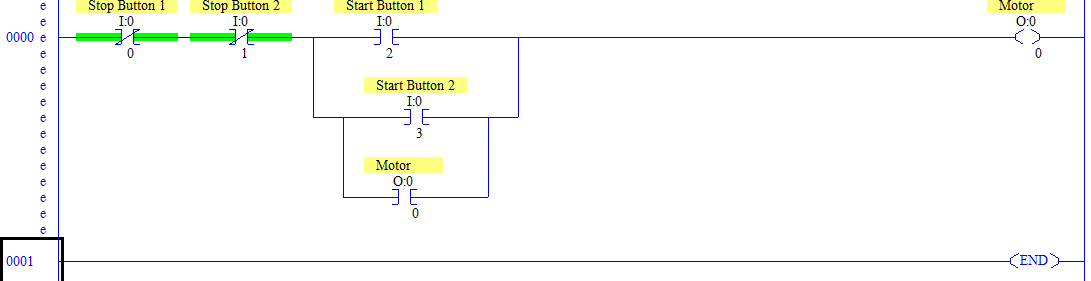 e Stop Button 1 Stop Button 2 Start Button 1 Motor
e I:0 I:0 I:0 O:0
0000 e
e 0 1 2 0
e
e Start Button 2
e I:0
e
e 3
e
e Motor
e O:0
e
e 0
e
0001 END